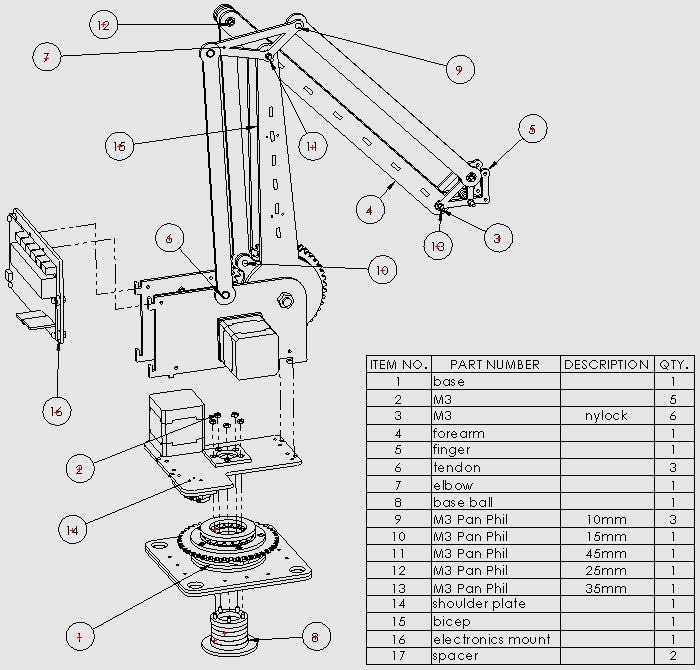 12
7
9
5
15
11
4
6
13
3
10
16
2
14
1
8
ITEM NO. PART NUMBER DESCRIPTION QTY.
1 base 1
2 M3 5
3 M3 nylock 6
4 forearm 1
5 finger 1
6 tendon 3
7 elbow 1
8 base ball 1
9 M3 Pan Phil 10mm 3
10 M3 Pan Phil 15mm 1
11 M3 Pan Phil 45mm 1
12 M3 Pan Phil 25mm 1
13 M3 Pan Phil 35mm 1
14 shoulder plate 1
15 bicep 1
16 electronics mount 1
17 spacer 2